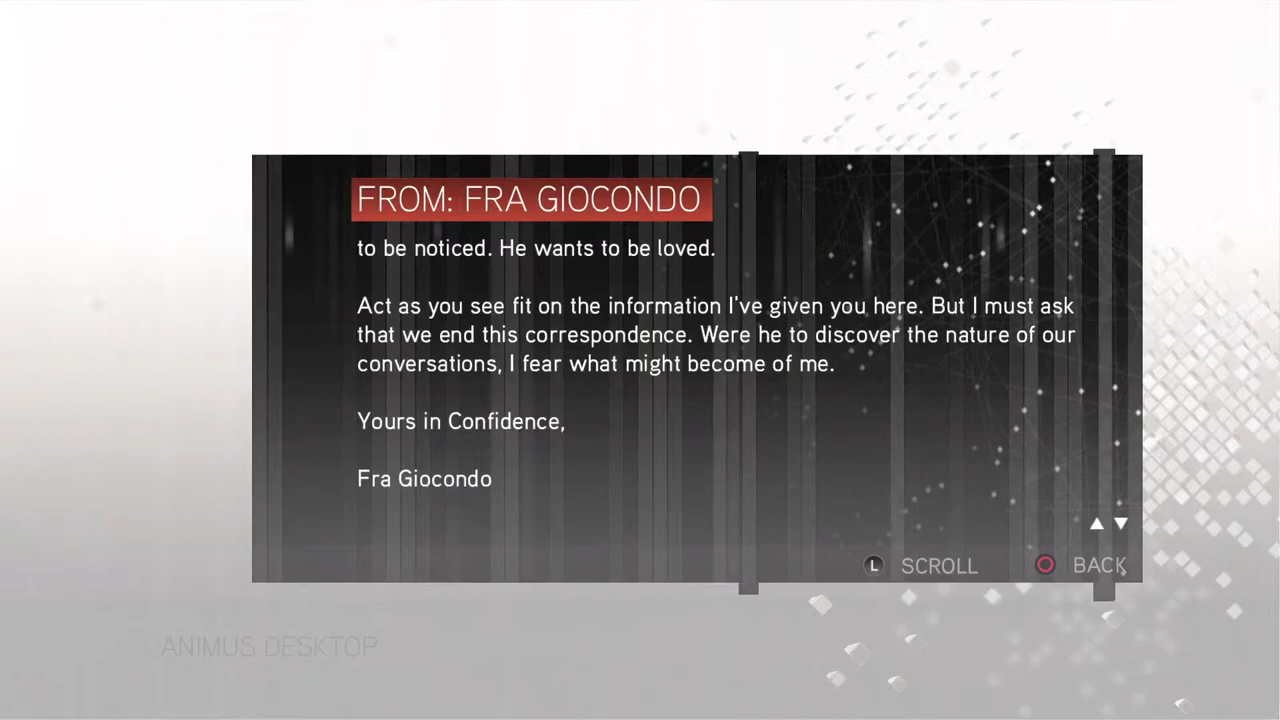 FROM: FRA GIOCONDO
to be noticed. He wants to be loved.
Act as you see fit on the information I've given you here. But I must ask
that we end this correspondence. Were he to discover the nature of our
conversations, I fear what might become of me.
Yours in Confidence,
Fra Giocondo
L SCROLL BACK
ANIMUS DESKTOP